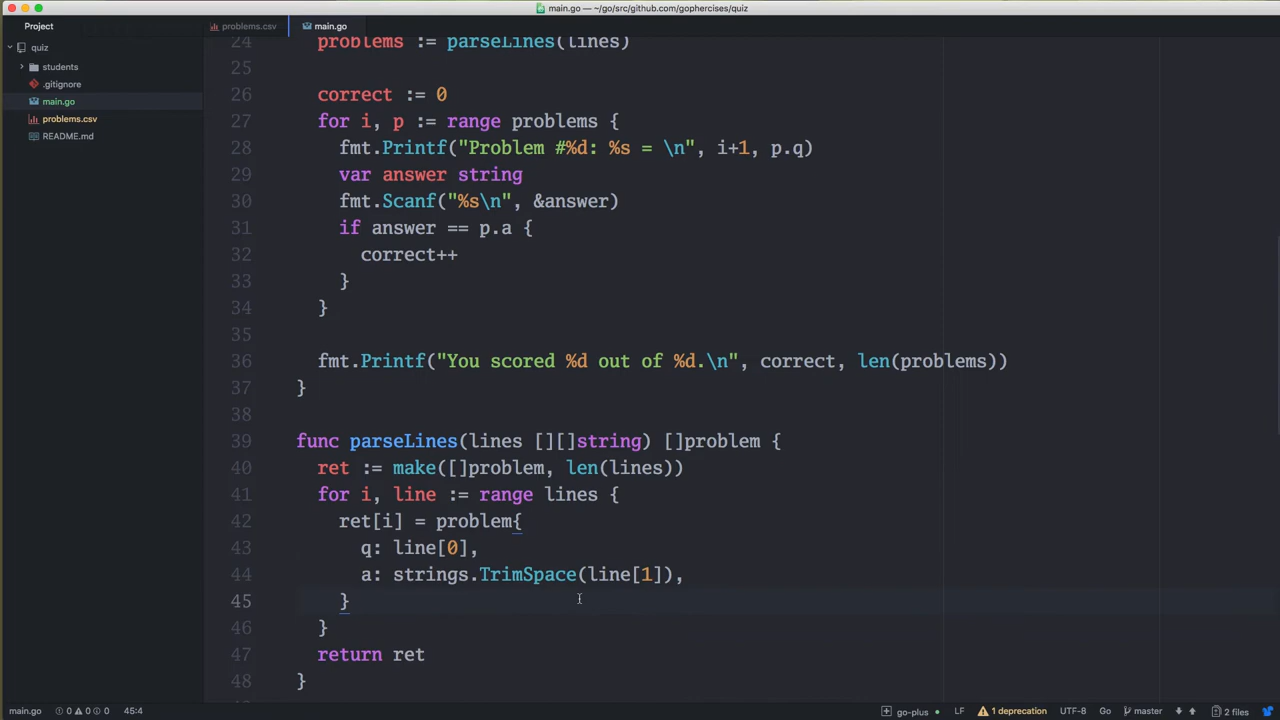 main.go — ~/go/src/github.com/gophercises/quiz
Project
problems.csv
main.go
quiz
students
.gitignore
main.go
problems.csv
README.md
24 problems := parseLines(lines)
25
26 correct := 0
27 for i, p := range problems {
28 fmt.Printf("Problem #%d: %s = \n", i+1, p.q)
29 var answer string
30 fmt.Scanf("%s\n", &answer)
31 if answer == p.a {
32 correct++
33 }
34 }
35
36 fmt.Printf("You scored %d out of %d.\n", correct, len(problems))
37 }
38
39 func parseLines(lines [][]string) []problem {
40 ret := make([]problem, len(lines))
41 for i, line := range lines {
42 ret[i] = problem{
43 q: line[0],
44 a: strings.TrimSpace(line[1]),
45 }
46 }
47 return ret
48 }
main.go 0 0 0 45:4 go-plus LF 1 deprecation UTF-8 Go master 2 files